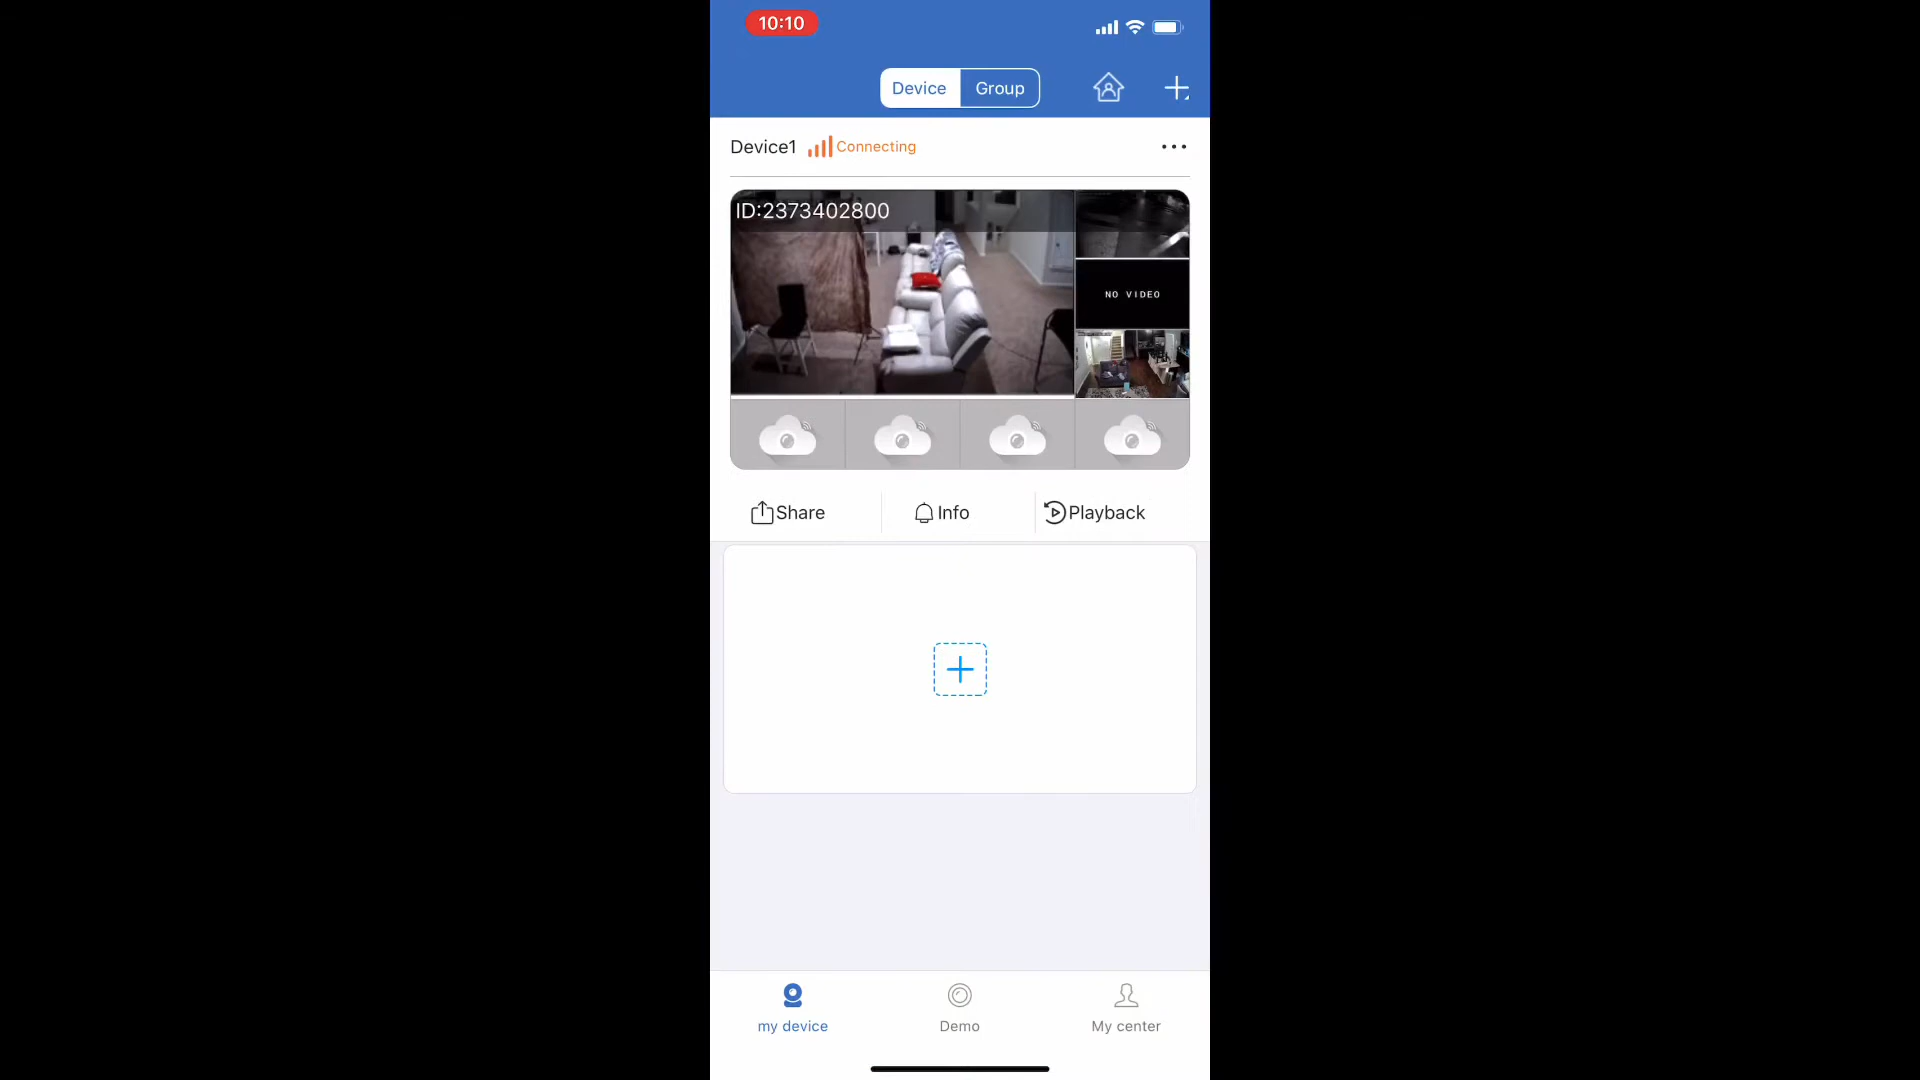 10:10
Device Group
Device1 Connecting
ID:2373402800
NO VIDEO
Share Info Playback
my device Demo My center